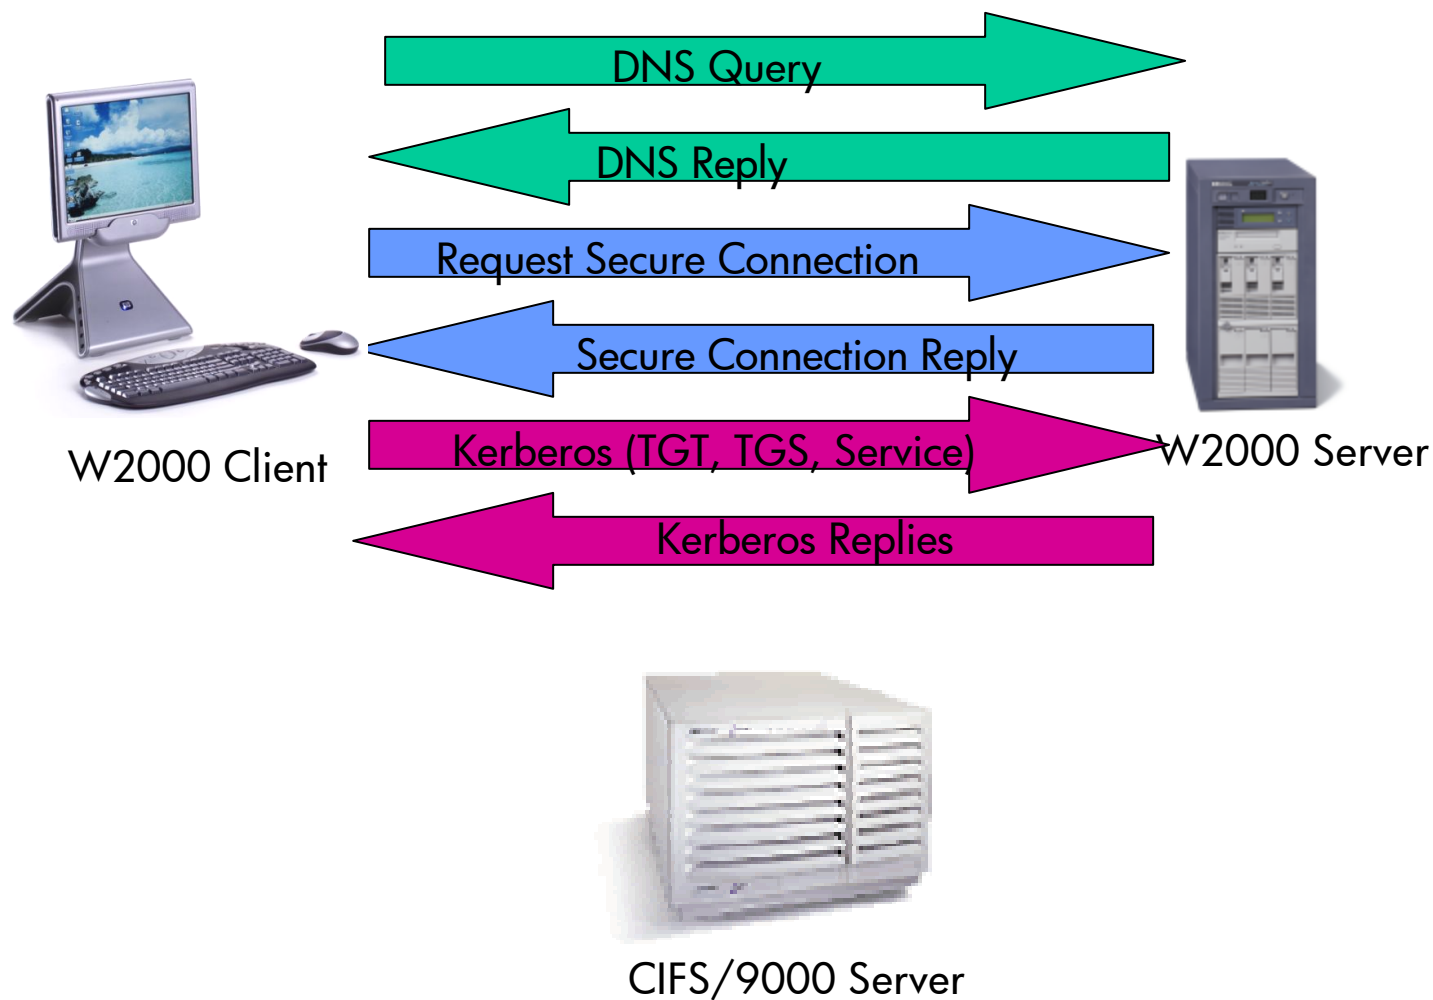 DNS Query
DNS Reply
Request Secure Connection
Secure Connection Reply
Kerberos (TGT, TGS, Service)
Kerberos Replies
W2000 Client
W2000 Server
CIFS/9000 Server